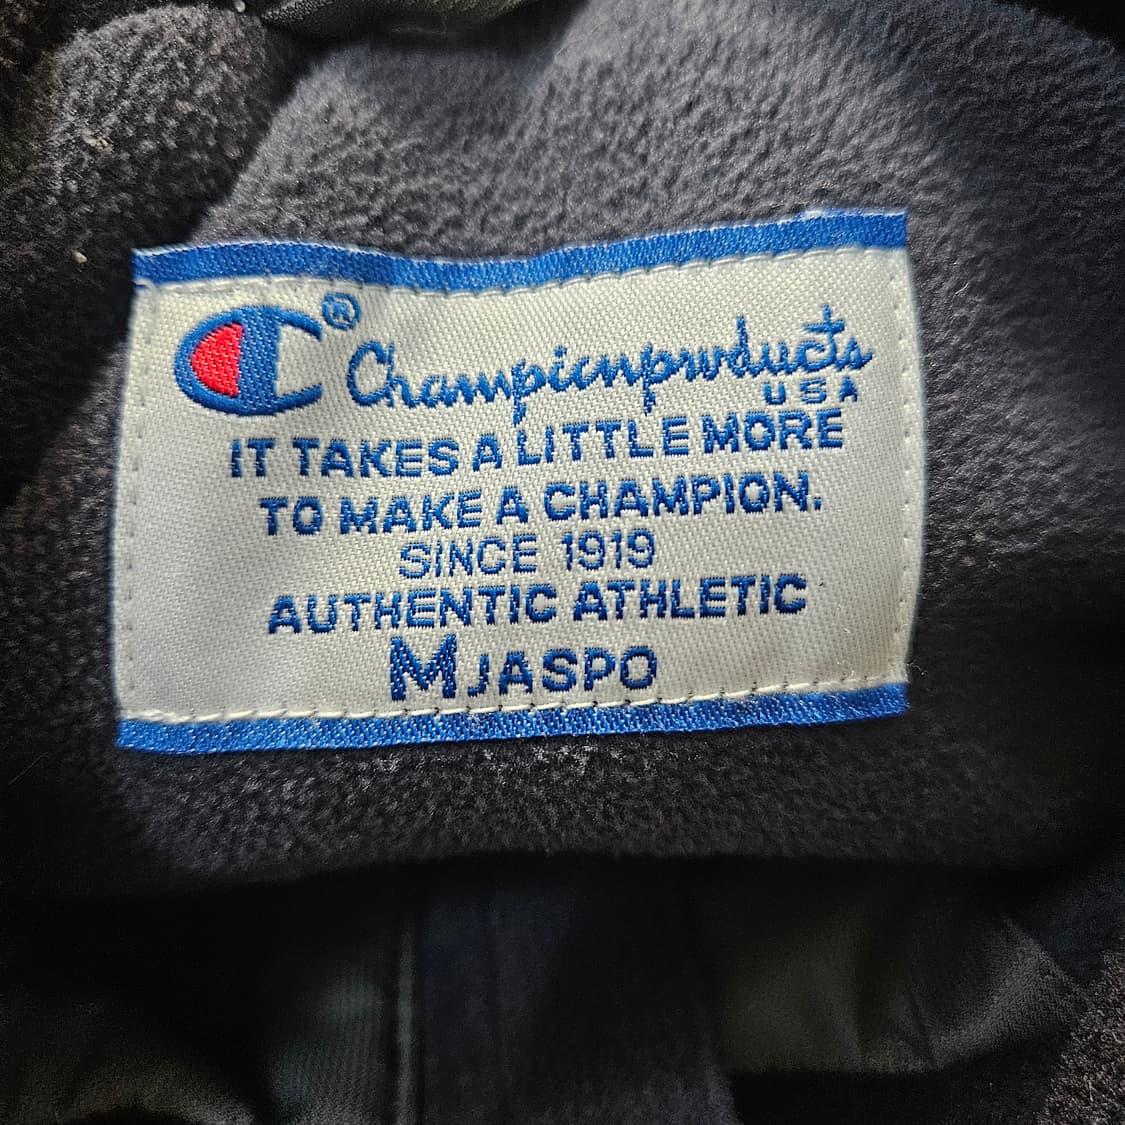 C ®
Championproducts
USA
IT TAKES A LITTLE MORE
TO MAKE A CHAMPION.
SINCE 1919
AUTHENTIC ATHLETIC
M JASPO